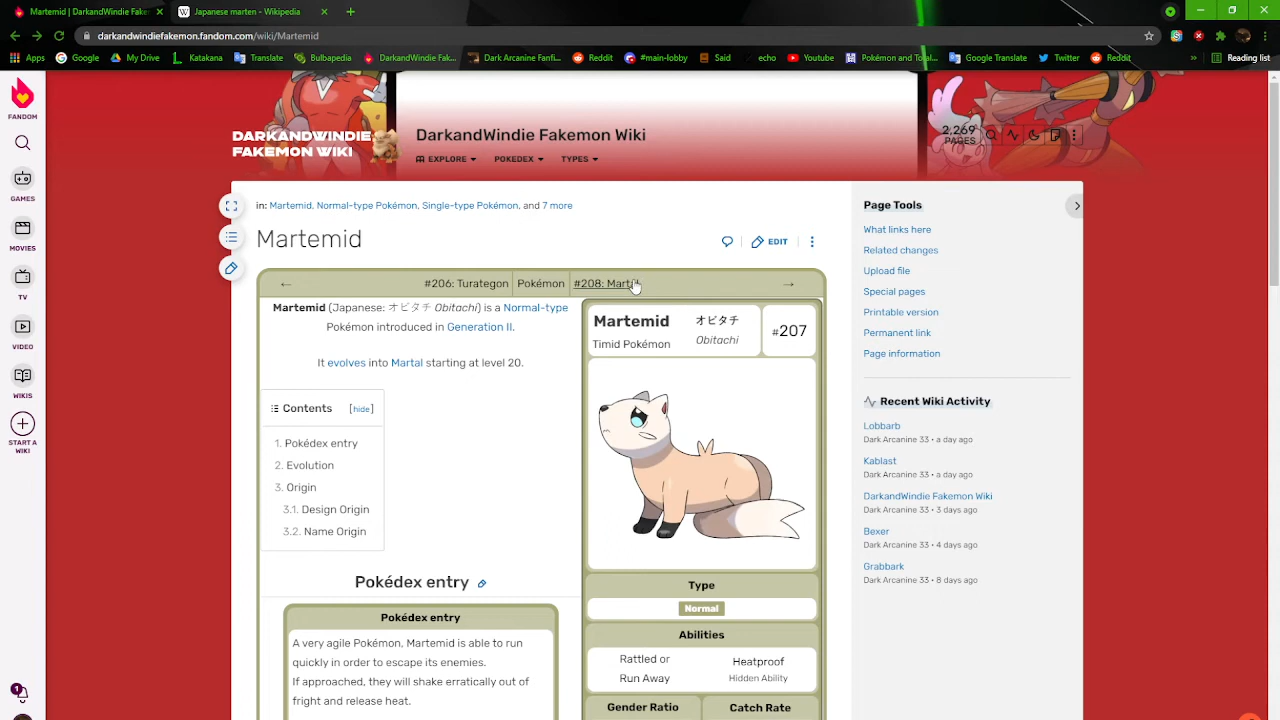 Martemid | DarkandWindie Fakemon
Japanese marten - Wikipedia
darkandwindiefakemon.fandom.com/wiki/Martemid
Apps
Google
My Drive
Katakana
Translate
Bulbapedia
DarkandWindie Fak...
Dark Arcanine Fanfi...
Reddit
#main-lobby
Said
echo
YouTube
Pokémon and Total...
Google Translate
Twitter
Reddit
»
Reading list
FANDOM
GAMES
MOVIES
TV
VIDEO
WIKIS
START A
WIKI
1
DARKANDWINDIE
FAKEMON WIKI
DarkandWindie Fakemon Wiki
EXPLORE
POKEDEX
TYPES
2,269
PAGES
in: Martemid, Normal-type Pokémon, Single-type Pokémon, and 7 more
Martemid
EDIT
← #206: Turategon Pokémon #208: Mart →
Martemid (Japanese: オビタチ Obitachi) is a Normal-type
Pokémon introduced in Generation II.
It evolves into Martal starting at level 20.
Contents [hide]
1. Pokédex entry
2. Evolution
3. Origin
3.1. Design Origin
3.2. Name Origin
Pokédex entry
Pokédex entry
A very agile Pokémon, Martemid is able to run
quickly in order to escape its enemies.
If approached, they will shake erratically out of
fright and release heat.
Martemid
Timid Pokémon
オビタチ
Obitachi
#207
Type
Normal
Abilities
Rattled or
Run Away
Heatproof
Hidden Ability
Gender Ratio
Catch Rate
Page Tools
What links here
Related changes
Upload file
Special pages
Printable version
Permanent link
Page information
Recent Wiki Activity
Lobbarb
Dark Arcanine 33 • a day ago
Kablast
Dark Arcanine 33 • a day ago
DarkandWindie Fakemon Wiki
Dark Arcanine 33 • 3 days ago
Bexer
Dark Arcanine 33 • 4 days ago
Grabbark
Dark Arcanine 33 • 8 days ago